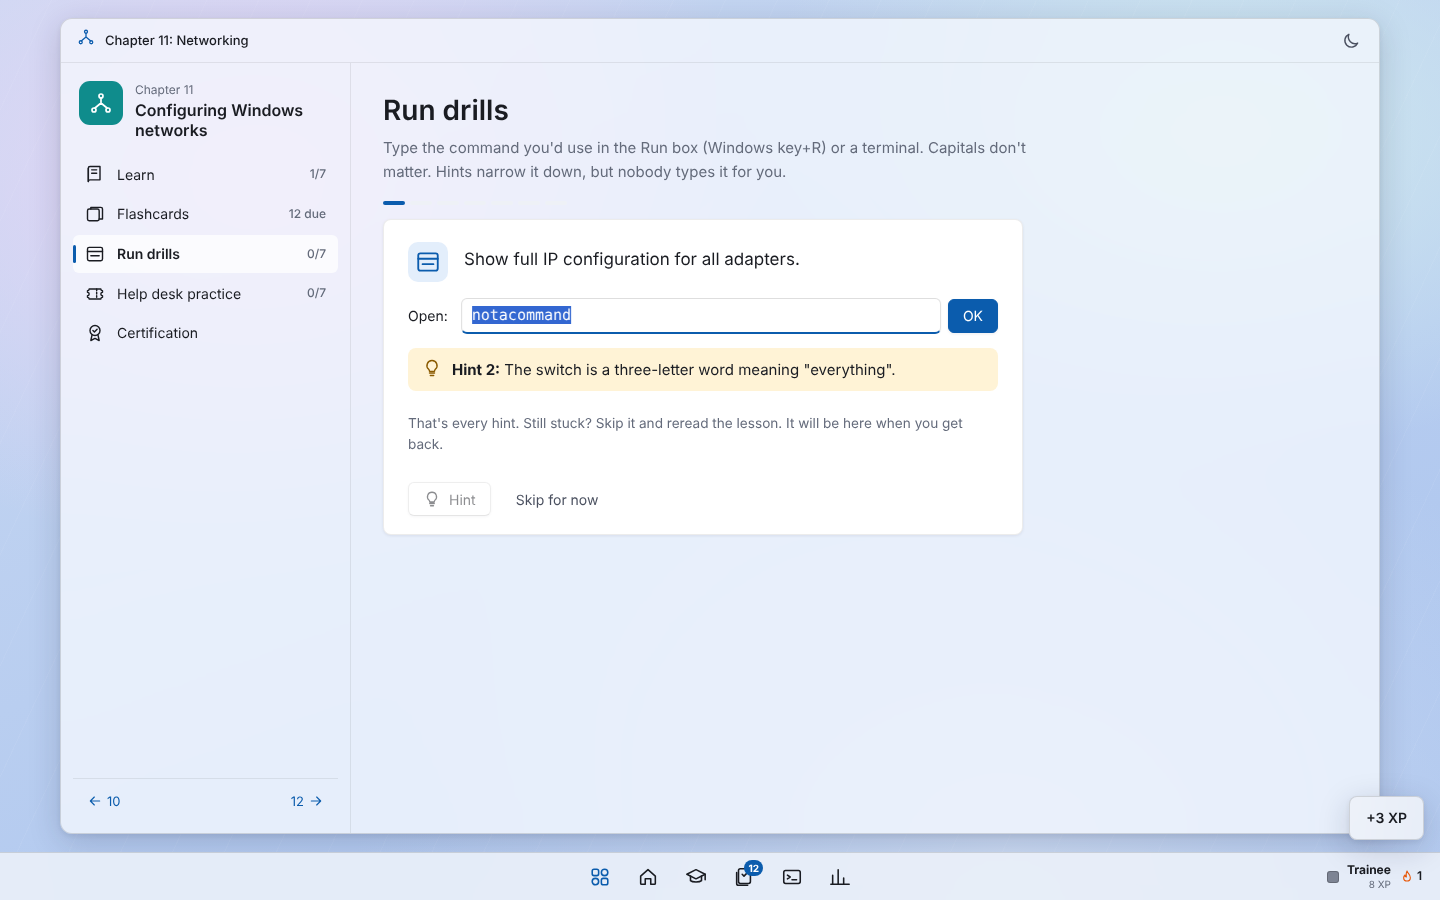 Chapter 11: Networking
Chapter 11
Configuring Windows
networks
Learn 1/7
Flashcards 12 due
Run drills 0/7
Help desk practice 0/7
Certification
10
12
Run drills
Type the command you'd use in the Run box (Windows key+R) or a terminal. Capitals don't
matter. Hints narrow it down, but nobody types it for you.
Show full IP configuration for all adapters.
Open: notacommand OK
Hint 2: The switch is a three-letter word meaning "everything".
That's every hint. Still stuck? Skip it and reread the lesson. It will be here when you get
back.
Hint Skip for now
+3 XP
12
Trainee
8 XP
1